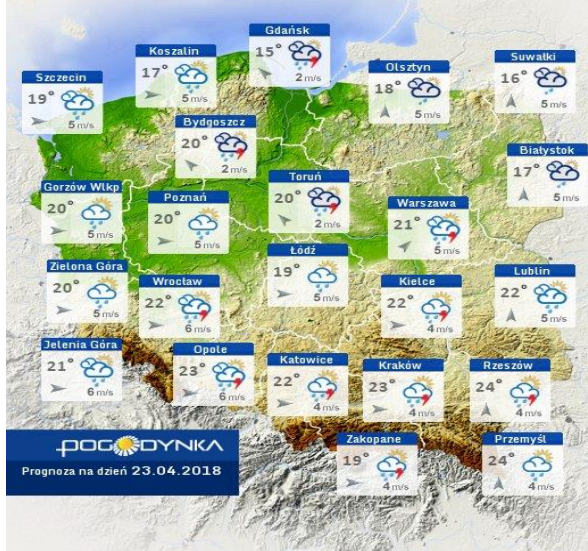 Gdańsk
15°
2 m/s
Koszalin
17°
5 m/s
Suwałki
16°
5 m/s
Olsztyn
18°
5 m/s
Szczecin
19°
5 m/s
Bydgoszcz
20°
2 m/s
Białystok
17°
5 m/s
Toruń
20°
2 m/s
Gorzów Wlkp
20°
5 m/s
Poznań
20°
5 m/s
Warszawa
21°
5 m/s
Łódź
19°
5 m/s
Zielona Góra
20°
5 m/s
Wrocław
22°
6 m/s
Kielce
22°
4 m/s
Lublin
22°
5 m/s
Jelenia Góra
21°
6 m/s
Opole
23°
6 m/s
Katowice
22°
4 m/s
Kraków
23°
4 m/s
Rzeszów
24°
4 m/s
Zakopane
19°
4 m/s
Przemyśl
24°
4 m/s
POGODYNKA
Prognoza na dzień 23.04.2018